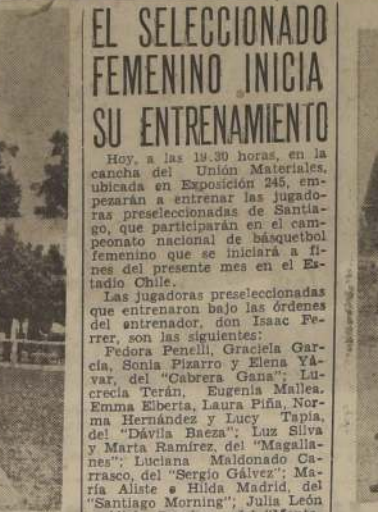 EL SELECCIONADO
FEMENINO INICIA
SU ENTRENAMIENTO
Hoy, a las 19.30 horas, en la
cancha del Unión Materiales,
ubicada en Exposición 245, em-
pezarán a entrenar las jugado-
ras preseleccionadas de Santia-
go, que participarán en el cam-
peonato nacional de básquetbol
femenino que se iniciará a fi-
nes del presente mes en el Es-
tadio Chile.
Las jugadoras preseleccionadas
que entrenaron bajo las órdenes
del entrenador, don Isaac Fe-
rrer, son las siguientes:
Fedora Penelli, Graciela Gar-
cía, Sonia Pizarro y Elena Yá-
var, del "Cabrera Gana"; Lu-
crecia Terán, Eugenia Mallea.
Emma Elberta, Laura Piña, Nor-
ma Hernández y Lucy Tapia,
del "Dávila Baeza"; Luz Silva
y Marta Ramírez, del "Magalla-
nes"; Luciana Maldonado Ca-
rrasco, del "Sergio Gálvez"; Ma-
ría Aliste e Hilda Madrid, del
"Santiago Morning"; Julia León